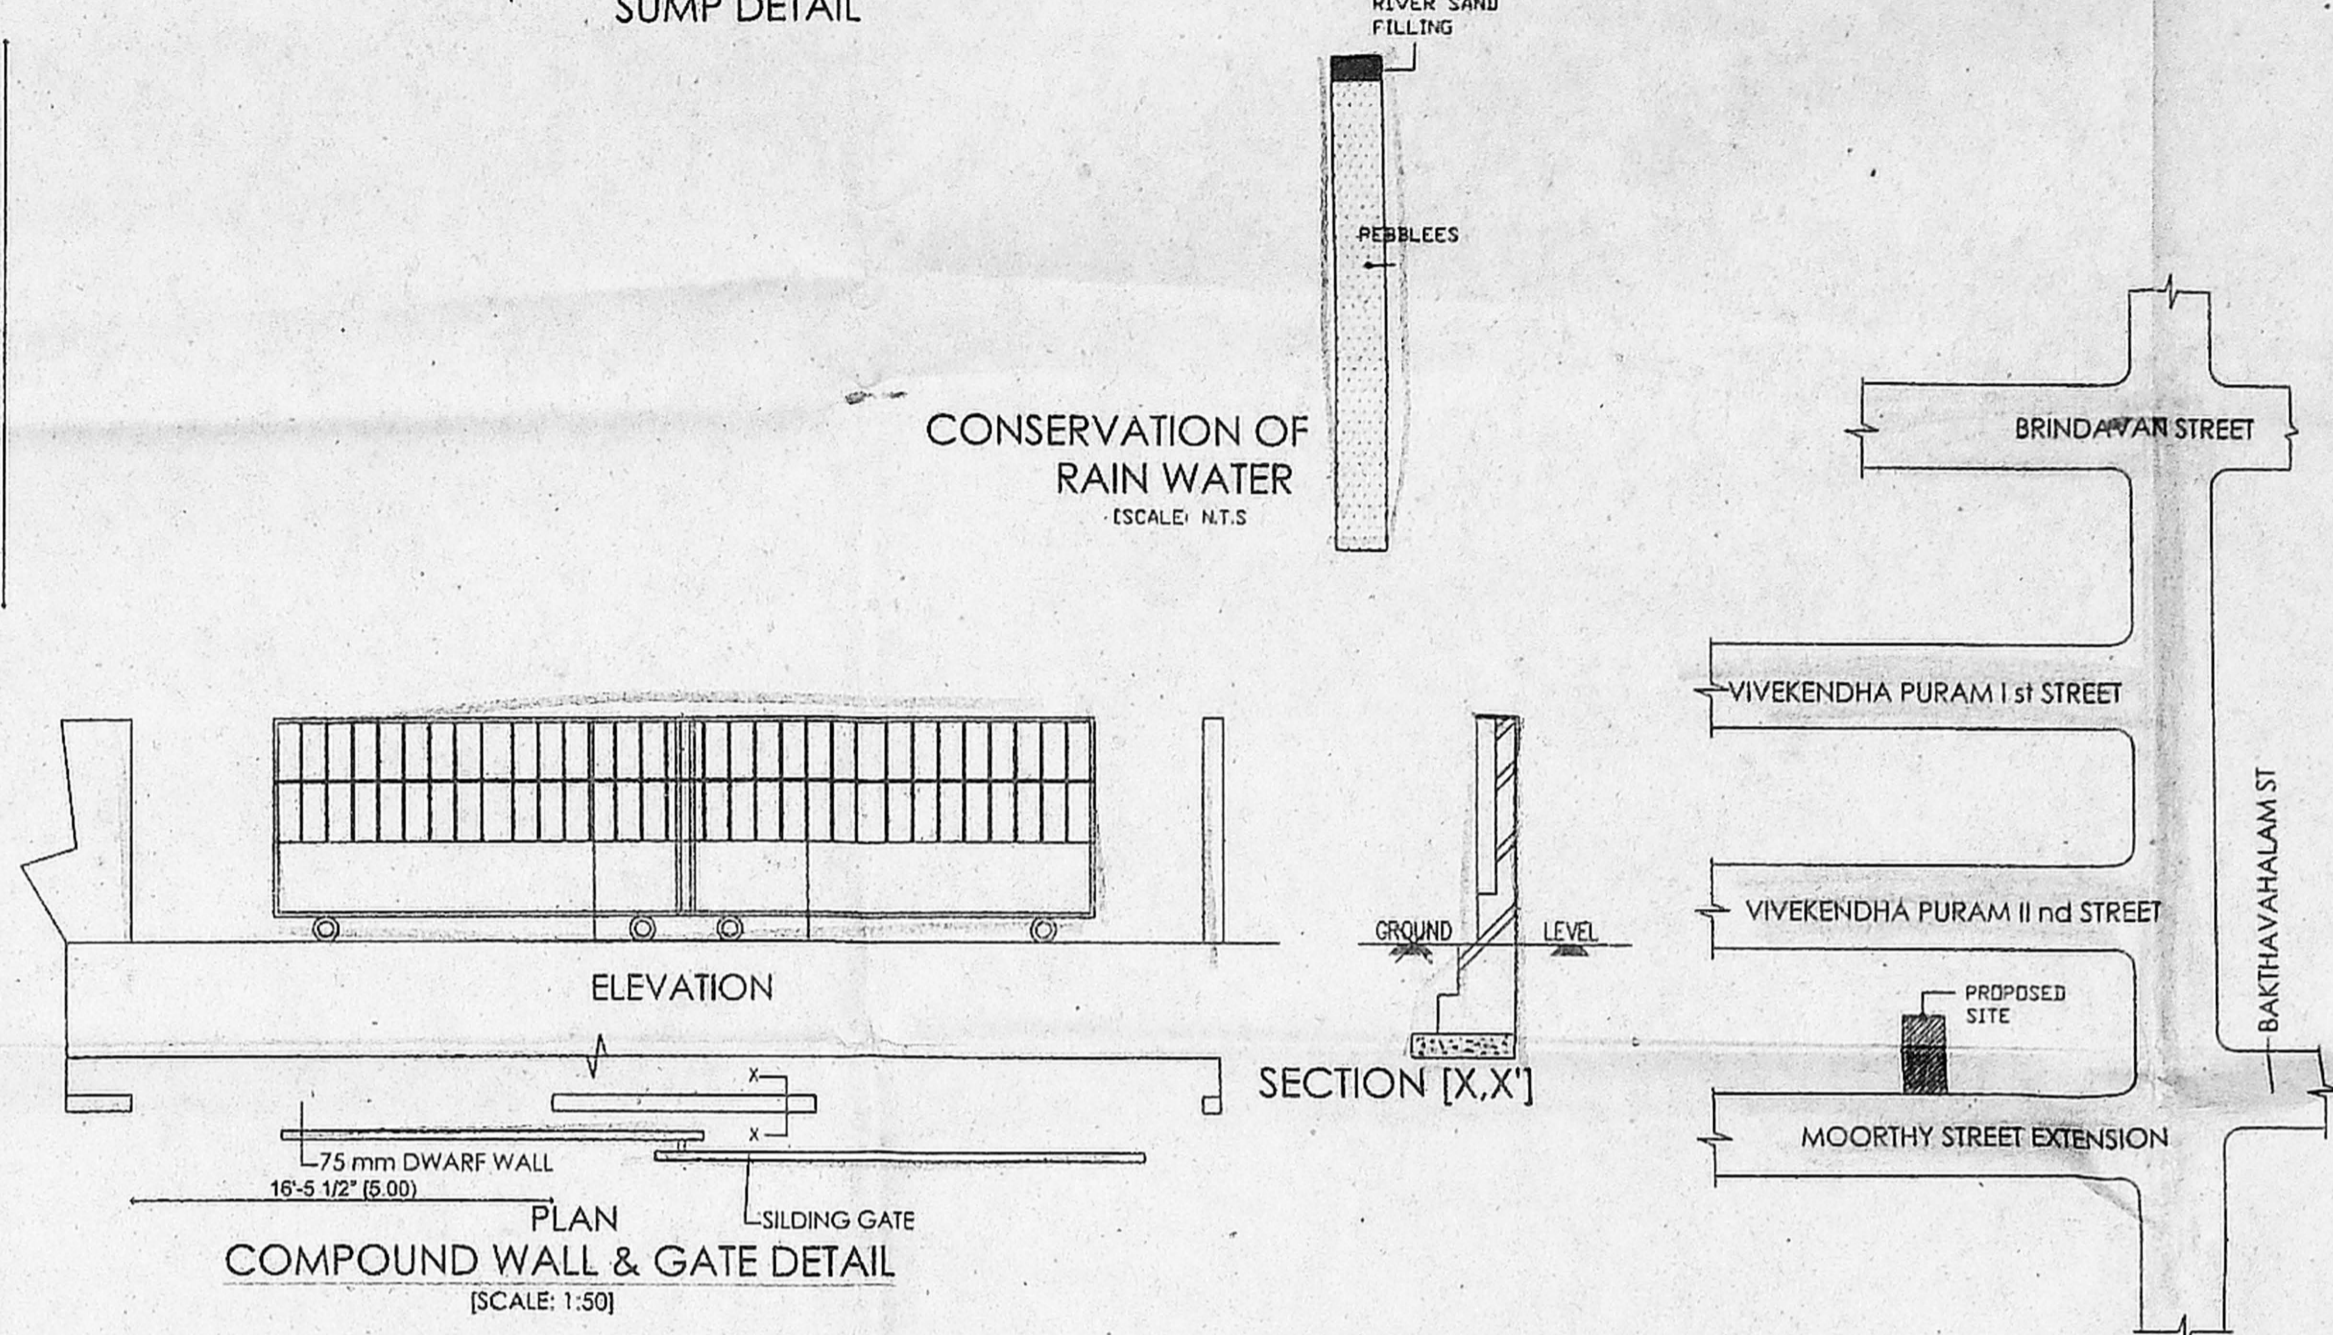 SUMP DETAIL
RIVER SAND
FILLING
PEBBLEES
CONSERVATION OF
RAIN WATER
[SCALE: N.T.S
BRINDAVAN STREET
VIVEKENDHA PURAM I st STREET
VIVEKENDHA PURAM II nd STREET
BAKTHAVAHALAM ST
PROPOSED
SITE
MOORTHY STREET EXTENSION
GROUND LEVEL
ELEVATION
SECTION [X,X']
X
X
75 mm DWARF WALL
16'-5 1/2" (5.00)
PLAN
SILDING GATE
COMPOUND WALL & GATE DETAIL
[SCALE: 1:50]